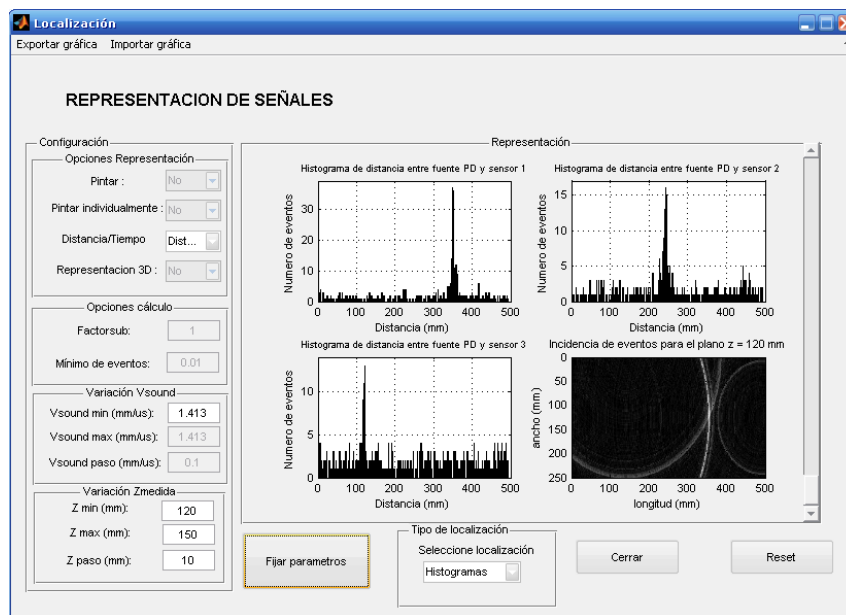 Localización
Exportar gráfica Importar gráfica
REPRESENTACION DE SEÑALES
Configuración
Opciones Representación
Pintar : No
Pintar individualmente : No
Distancia/Tiempo Dist...
Representacion 3D : No
Opciones cálculo
Factorsub: 1
Mínimo de eventos: 0.01
Variación Vsound
Vsound min (mm/us): 1.413
Vsound max (mm/us): 1.413
Vsound paso (mm/us): 0.1
Variación Zmedida
Z min (mm): 120
Z max (mm): 150
Z paso (mm): 10
Representación
Histograma de distancia entre fuente PD y sensor 1
Numero de eventos
30
20
10
0
0 100 200 300 400 500
Distancia (mm)
Histograma de distancia entre fuente PD y sensor 2
Numero de eventos
15
10
5
0
0 100 200 300 400 500
Distancia (mm)
Histograma de distancia entre fuente PD y sensor 3
Numero de eventos
10
5
0
0 100 200 300 400 500
Distancia (mm)
Incidencia de eventos para el plano z = 120 mm
ancho (mm)
0
50
100
150
200
250
0 100 200 300 400 500
longitud (mm)
Fijar parametros
Tipo de localización
Seleccione localización
Histogramas
Cerrar
Reset